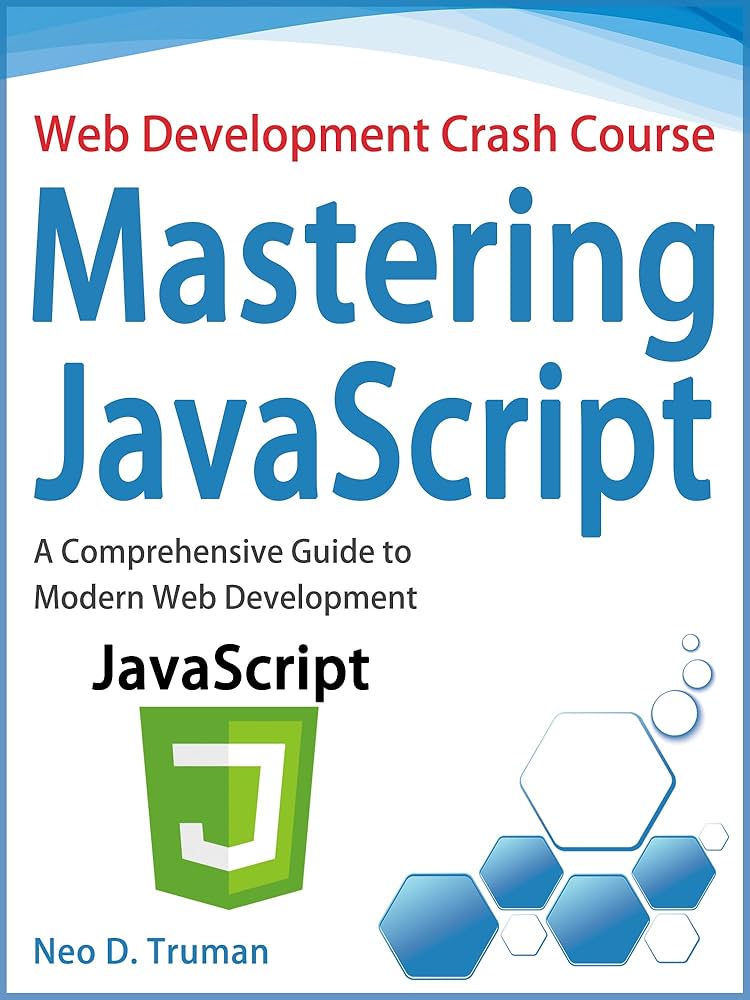 Web Development Crash Course
Mastering
JavaScript
A Comprehensive Guide to
Modern Web Development
JavaScript
J
Neo D. Truman